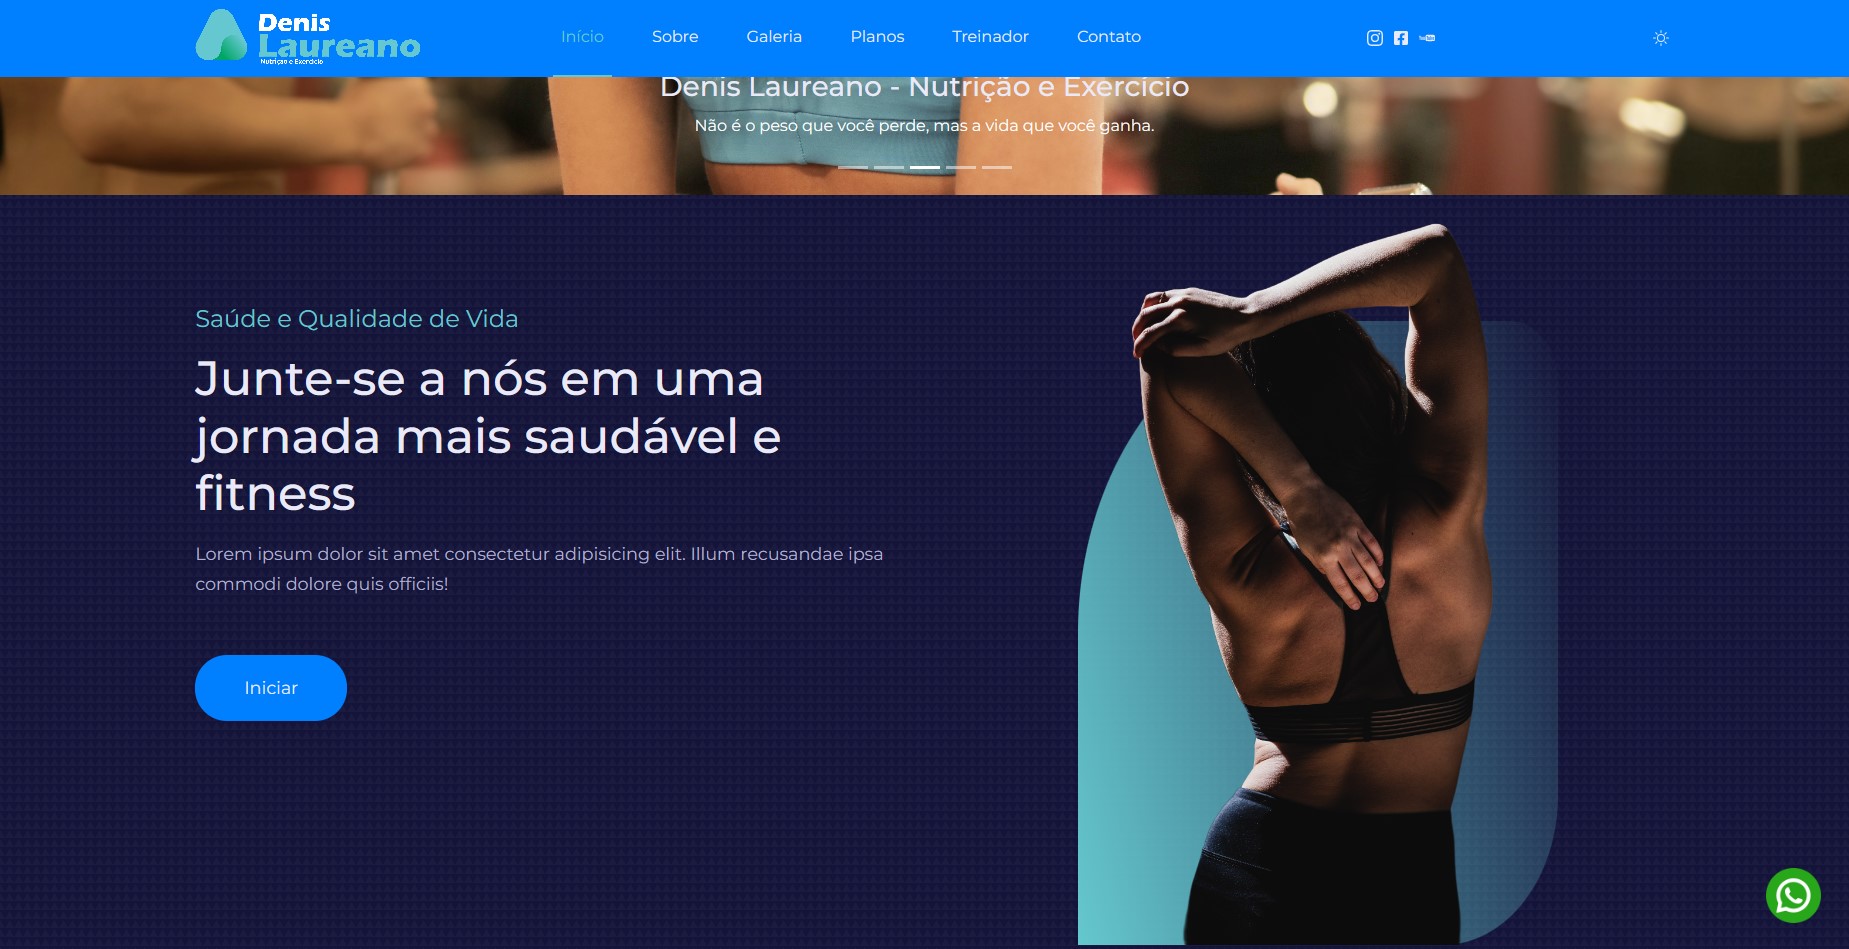 Denis
Laureano
Nutrição e Exercício
Início
Sobre
Galeria
Planos
Treinador
Contato
Denis Laureano - Nutrição e Exercício
Não é o peso que você perde, mas a vida que você ganha.
Saúde e Qualidade de Vida
Junte-se a nós em uma
jornada mais saudável e
fitness
Lorem ipsum dolor sit amet consectetur adipisicing elit. Illum recusandae ipsa
commodi dolore quis officiis!
Iniciar